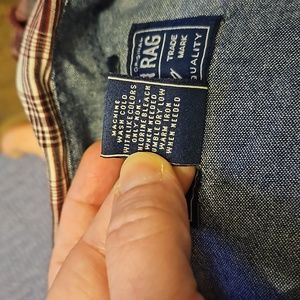 ORIGINAL
RAG
TRADE
MARK
QUALITY
MACHINE
WASH COLD
WITH LIKE COLORS
ONLY NON
CHLORINE BLEACH
WHEN NEEDED
TUMBLE DRY LOW
WARM IRON
WHEN NEEDED